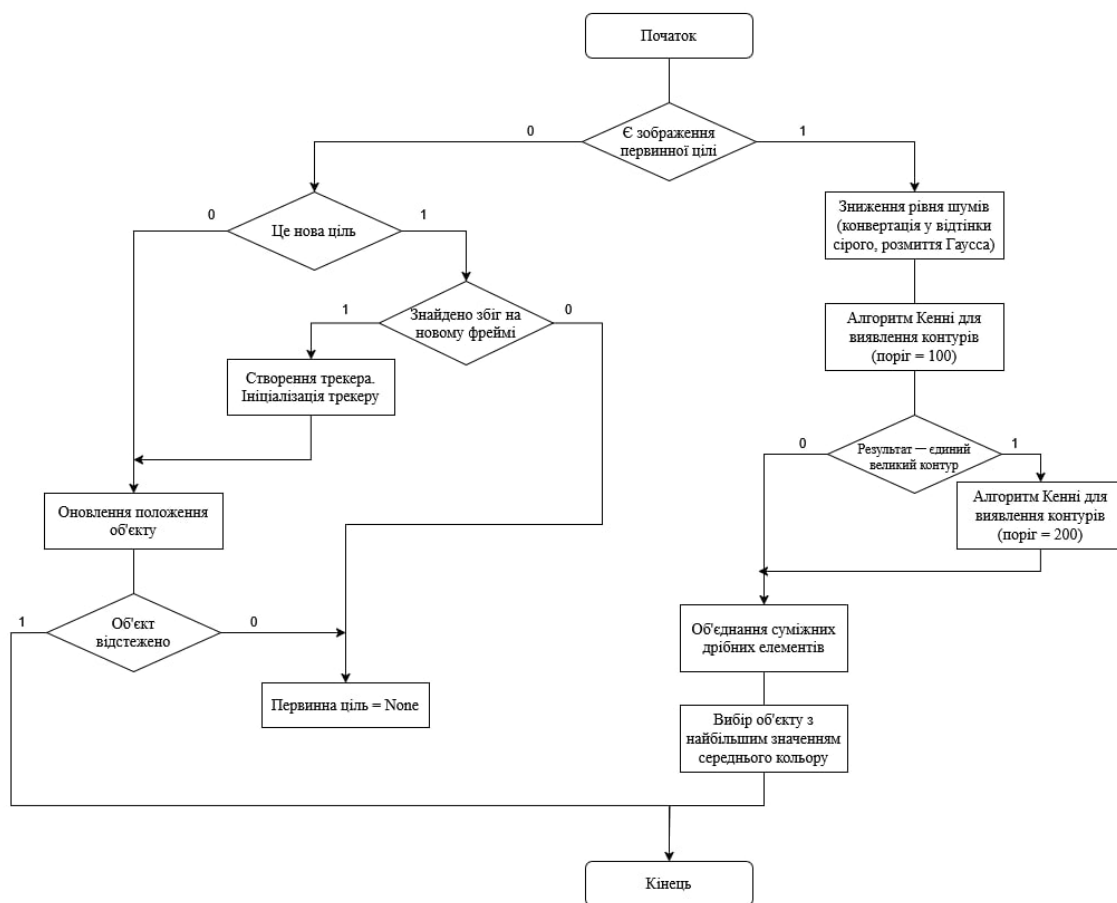 Початок
Є зображення
первинної цілі
0
1
Це нова ціль
0
1
Знайдено збіг на
новому фреймі
1
0
Створення трекера.
Ініціалізація трекеру
Оновлення положення
об'єкту
Об'єкт
відстежено
1
0
Первинна ціль = None
Зниження рівня шумів
(конвертація у відтінки
сірого, розмиття Гаусса)
Алгоритм Кенні для
виявлення контурів
(поріг = 100)
Результат — єдиний
великий контур
0
1
Алгоритм Кенні для
виявлення контурів
(поріг = 200)
Об'єднання суміжних
дрібних елементів
Вибір об'єкту з
найбільшим значенням
середнього кольору
Кінець